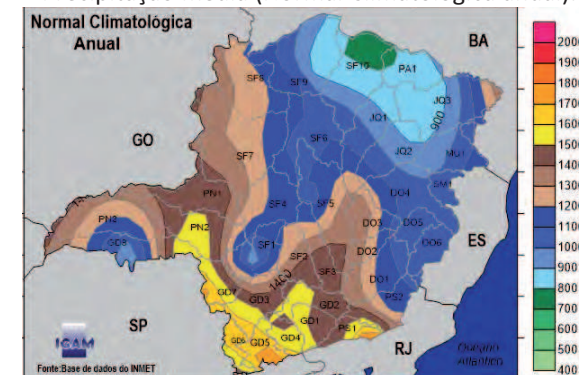 Normal Climatológica
Anual
BA
GO
ES
SP
RJ
Oceano
Atlântico
SF10
PA1
SF8
SF9
JQ3
900
JQ1
SF6
JQ2
MU1
SF7
SM1
PN1
DO4
PN3
SF4
SF5
DO3
DO5
PN2
GD8
SF1
SF2
DO2
DO6
1400
SF3
DO1
GD7
GD3
GD2
PS2
GD1
PS1
GD6
GD5
GD4
2000
1900
1800
1700
1600
1500
1400
1300
1200
1100
1000
900
800
700
600
500
400
IGAM
Fonte:Base de dados do INMET